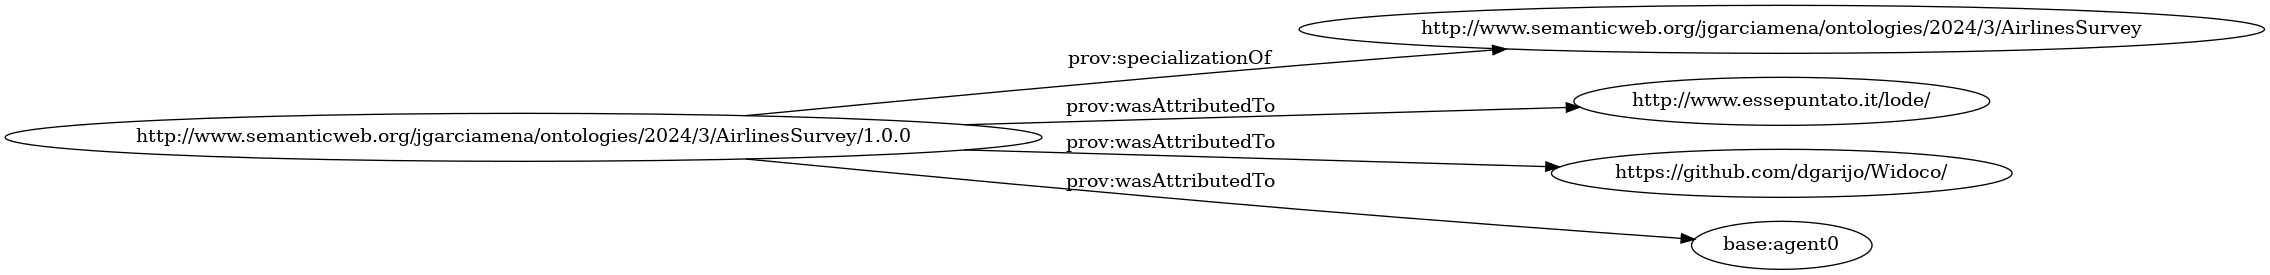 http://www.semanticweb.org/jgarciamena/ontologies/2024/3/AirlinesSurvey
prov:specializationOf
http://www.essepuntato.it/lode/
prov:wasAttributedTo
http://www.semanticweb.org/jgarciamena/ontologies/2024/3/AirlinesSurvey/1.0.0
prov:wasAttributedTo
https://github.com/dgarijo/Widoco/
prov:wasAttributedTo
base:agent0